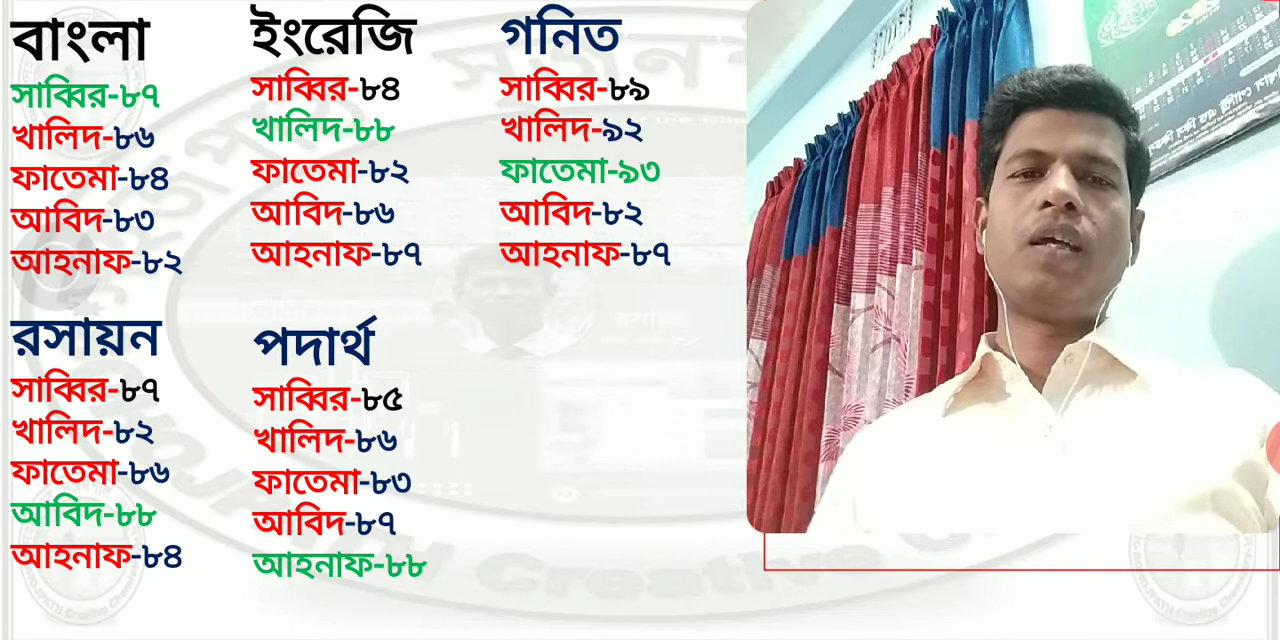 বাংলা
সাব্বির-৮৭
খালিদ-৮৬
ফাতেমা-৮৪
আবিদ-৮৩
আহনাফ-৮২
ইংরেজি
সাব্বির-৮৪
খালিদ-৮৮
ফাতেমা-৮২
আবিদ-৮৬
আহনাফ-৮৭
গনিত
সাব্বির-৮৯
খালিদ-৯২
ফাতেমা-৯৩
আবিদ-৮২
আহনাফ-৮৭
রসায়ন
সাব্বির-৮৭
খালিদ-৮২
ফাতেমা-৮৬
আবিদ-৮৮
আহনাফ-৮৪
পদার্থ
সাব্বির-৮৫
খালিদ-৮৬
ফাতেমা-৮৩
আবিদ-৮৭
আহনাফ-৮৮